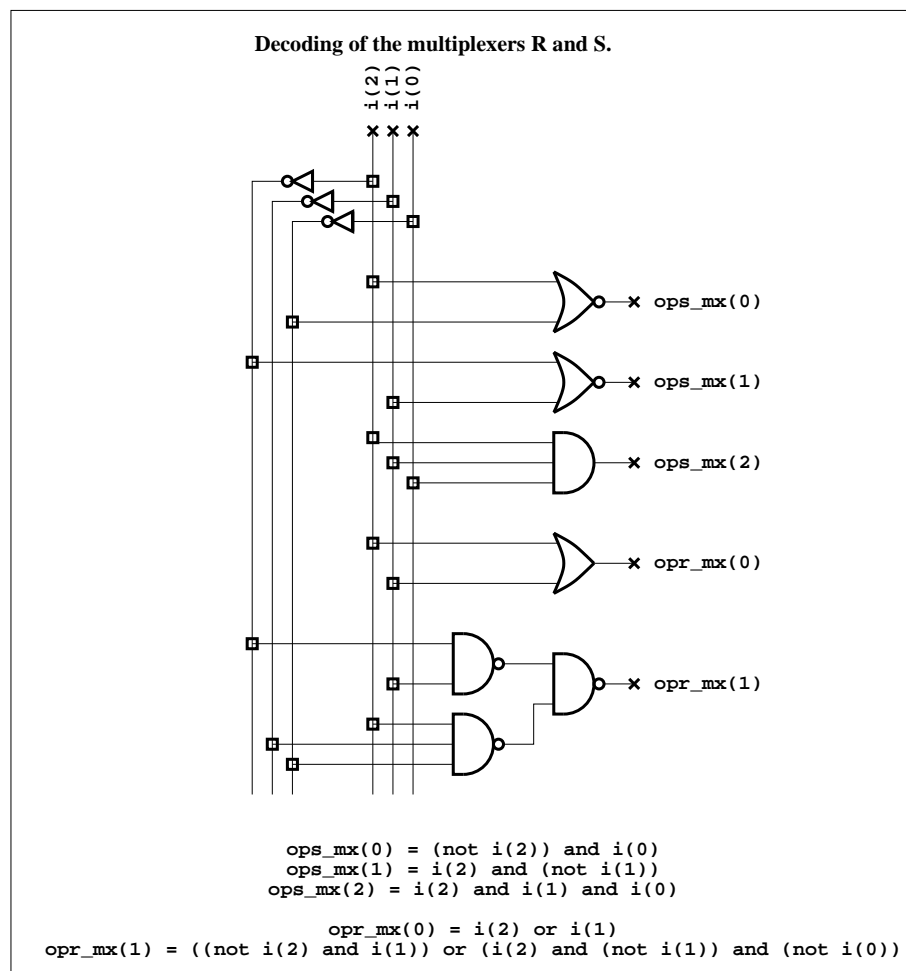 Decoding of the multiplexers R and S.
i(2)
i(1)
i(0)
ops_mx(0)
ops_mx(1)
ops_mx(2)
opr_mx(0)
opr_mx(1)
ops_mx(0) = (not i(2)) and i(0)
ops_mx(1) = i(2) and (not i(1))
ops_mx(2) = i(2) and i(1) and i(0)
opr_mx(0) = i(2) or i(1)
opr_mx(1) = ((not i(2) and i(1)) or (i(2) and (not i(1)) and (not i(0))